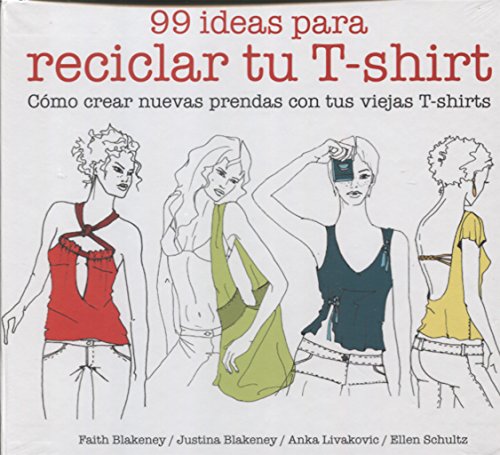 99 ideas para
reciclar tu T-shirt
Cómo crear nuevas prendas con tus viejas T-shirts
Faith Blakeney / Justina Blakeney / Anka Livakovic / Ellen Schultz